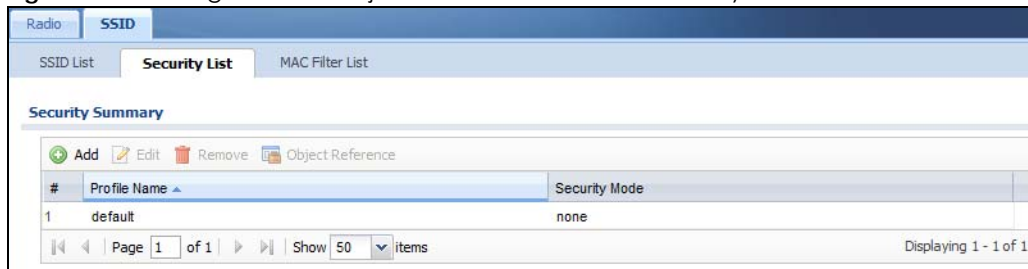 Radio SSID
SSID List Security List MAC Filter List
Security Summary
Add Edit Remove Object Reference
# Profile Name Security Mode
1 default none
Page 1 of 1 Show 50 items Displaying 1 - 1 of 1